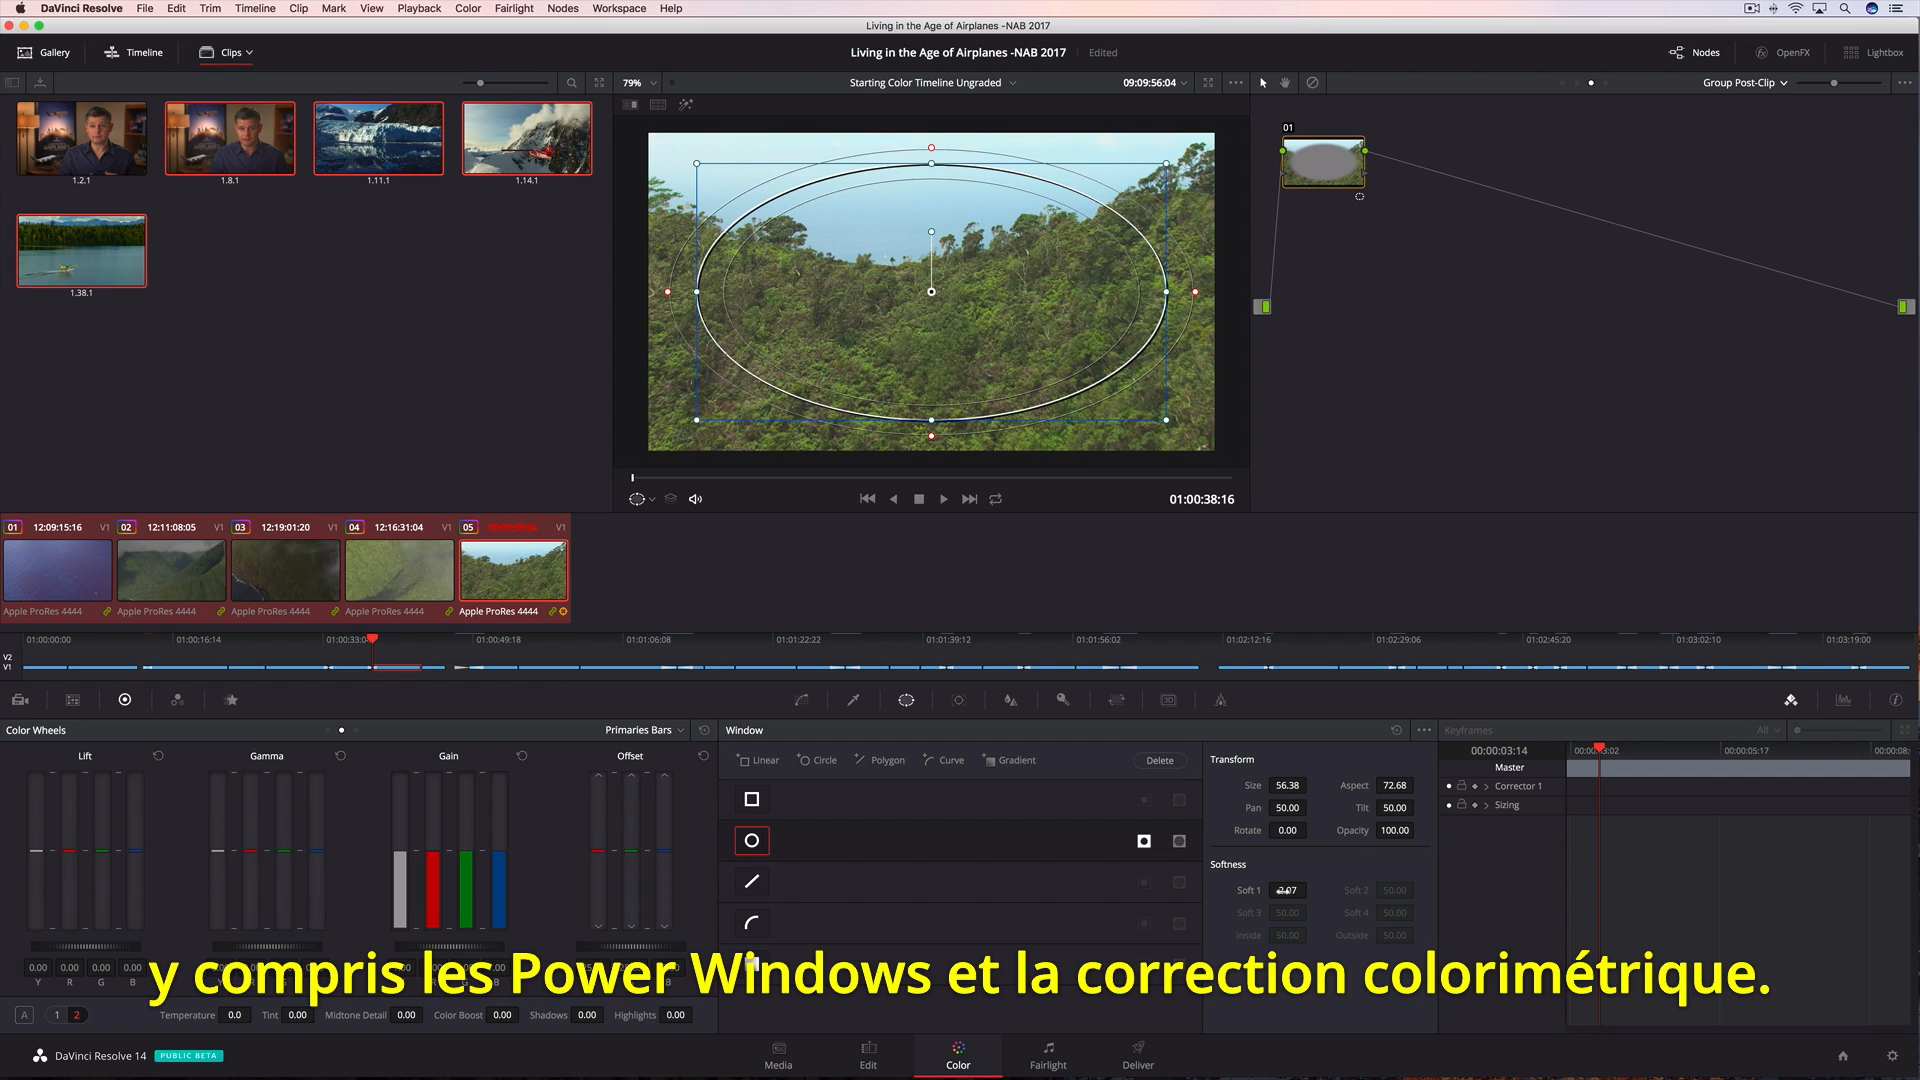 DaVinci Resolve File Edit Trim Timeline Clip Mark View Playback Color Fairlight Nodes Workspace Help
Living in the Age of Airplanes -NAB 2017
Gallery Timeline Clips Living in the Age of Airplanes -NAB 2017 Edited Nodes OpenFX Lightbox
79% Starting Color Timeline Ungraded 09:09:56:04 Group Post-Clip
01
1.2.1 1.8.1 1.11.1 1.14.1
1.38.1
01:00:38:16
01 12:09:15:16 V1 02 12:11:08:05 V1 03 12:19:01:20 V1 04 12:16:31:04 V1 05 V1
Apple ProRes 4444 Apple ProRes 4444 Apple ProRes 4444 Apple ProRes 4444 Apple ProRes 4444
01:00:00:00 01:00:16:14 01:00:33:0 01:00:49:18 01:01:06:08 01:01:22:22 01:01:39:12 01:01:56:02 01:02:12:16 01:02:29:06 01:02:45:20 01:03:02:10 01:03:19:00
V2
V1
Color Wheels Primaries Bars Window Keyframes All
Lift Gamma Gain Offset
Linear Circle Polygon Curve Gradient Delete
Transform
Size 56.38 Aspect 72.68
Pan 50.00 Tilt 50.00
Rotate 0.00 Opacity 100.00
Softness
Soft 1 2.07 Soft 2 50.00
Soft 3 50.00 Soft 4 50.00
Inside 50.00 Outside 50.00
00:00:03:14 :02 00:00:05:17 00:00:08:
Master
Corrector 1
Sizing
0.00 0.00 0.00 0.00
Y R G B
y compris les Power Windows et la correction colorimétrique.
A 1 2 Temperature 0.0 Tint 0.00 Midtone Detail 0.00 Color Boost 0.00 Shadows 0.00 Highlights 0.00
DaVinci Resolve 14 PUBLIC BETA Media Edit Color Fairlight Deliver